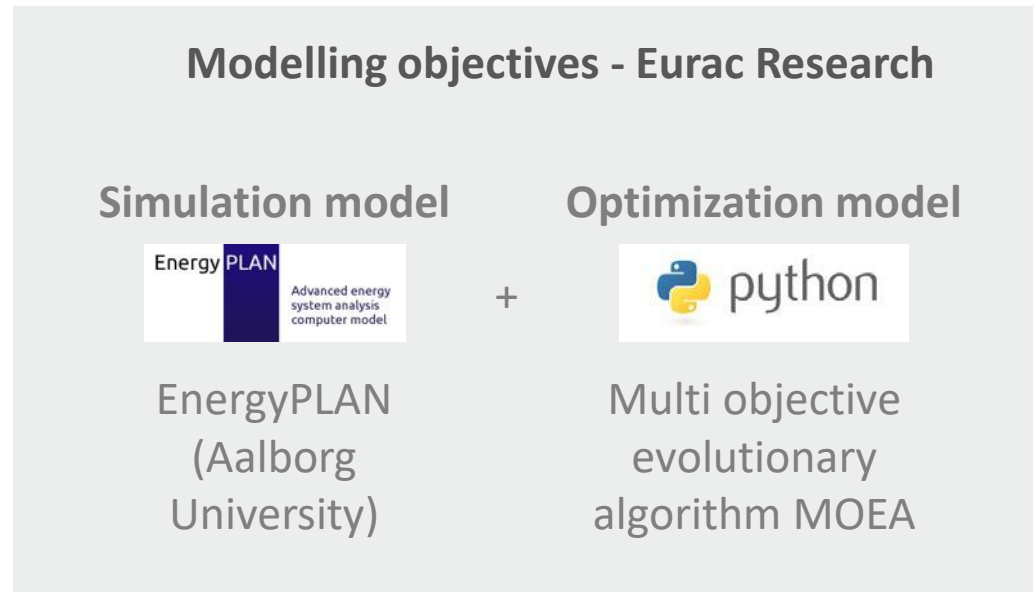 Modelling objectives - Eurac Research
Simulation model
Optimization model
Energy PLAN
Advanced energy
system analysis
computer model
+
python
EnergyPLAN
(Aalborg
University)
Multi objective
evolutionary
algorithm MOEA